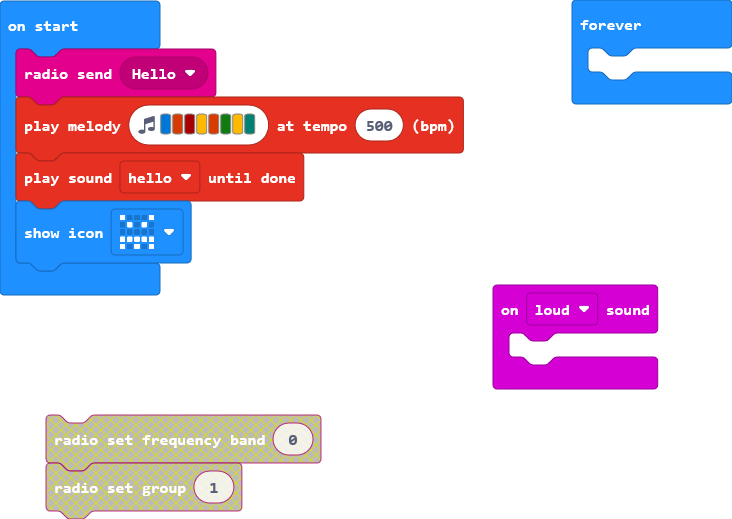 on start
radio send Hello
play melody at tempo 500 (bpm)
play sound hello until done
show icon
forever
on loud sound
radio set frequency band 0
radio set group 1